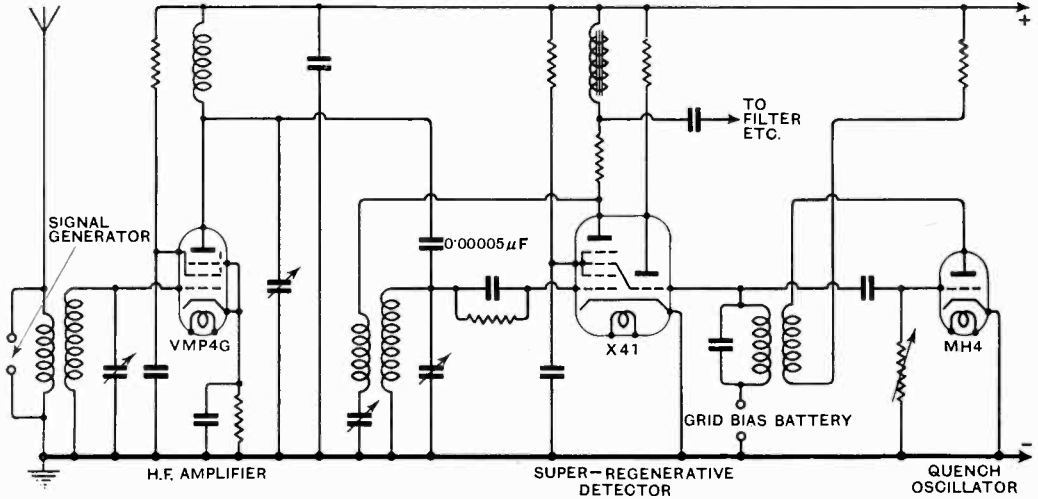 +
TO
FILTER
ETC.
SIGNAL
GENERATOR
0·00005µF
VMP4G
X41
MH4
GRID BIAS BATTERY
−
H.F. AMPLIFIER
SUPER-REGENERATIVE
DETECTOR
QUENCH
OSCILLATOR